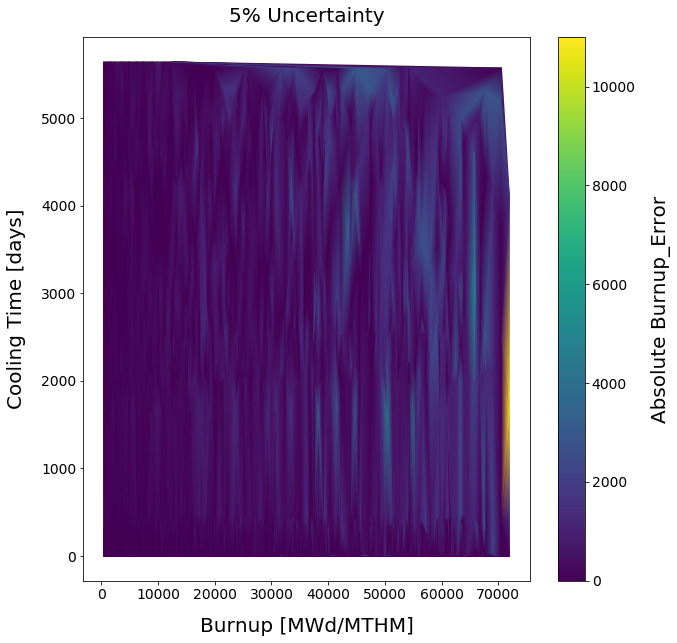 5% Uncertainty
Cooling Time [days]
5000
4000
3000
2000
1000
0
0 10000 20000 30000 40000 50000 60000 70000
Burnup [MWd/MTHM]
10000
8000
6000
4000
2000
0
Absolute Burnup_Error